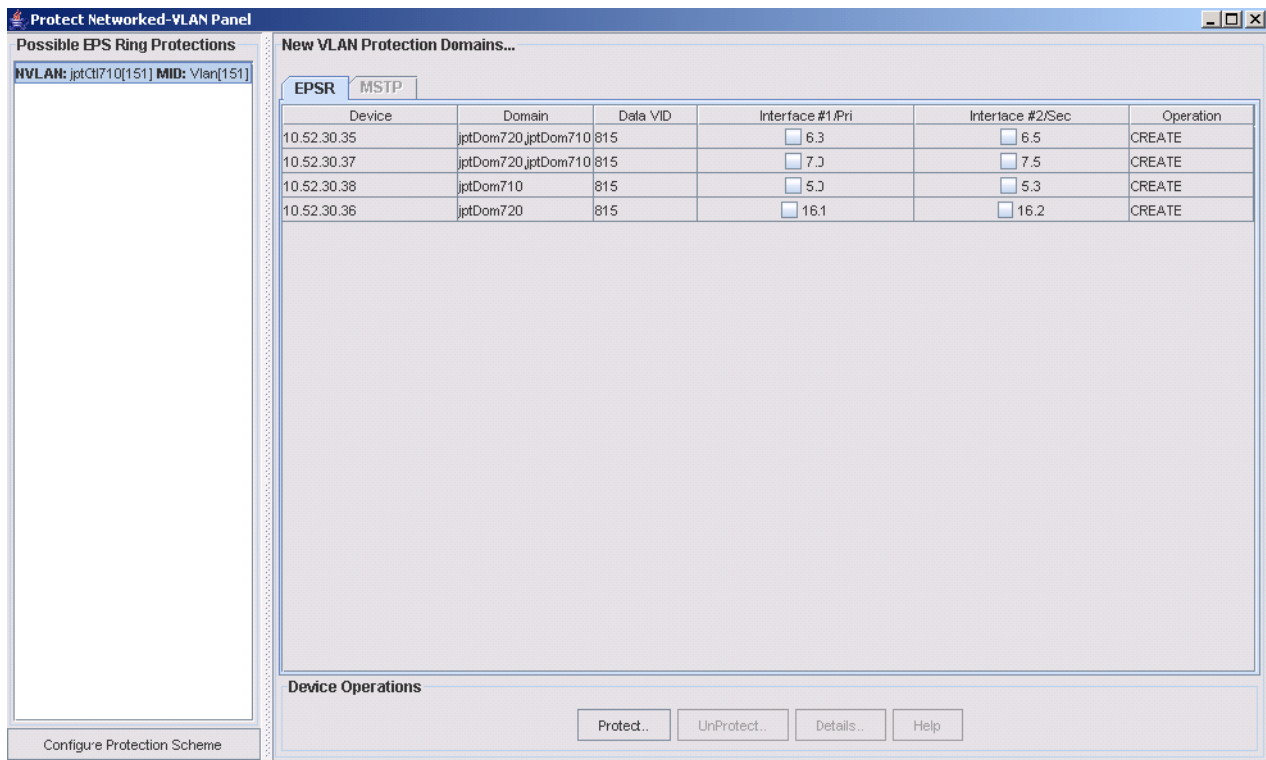 Protect Networked-VLAN Panel
Possible EPS Ring Protections
NVLAN: jptCtl710[151] MID: Vlan[151]
Configure Protection Scheme
New VLAN Protection Domains...
EPSR MSTP
Device Domain Data VID Interface #1/Pri Interface #2/Sec Operation
10.52.30.35 jptDom720,jptDom710 815 6.3 6.5 CREATE
10.52.30.37 jptDom720,jptDom710 815 7.5 CREATE
10.52.30.38 jptDom710 815 5.3 CREATE
10.52.30.36 jptDom720 815 16.1 16.2 CREATE
Device Operations
Protect.. UnProtect.. Details.. Help